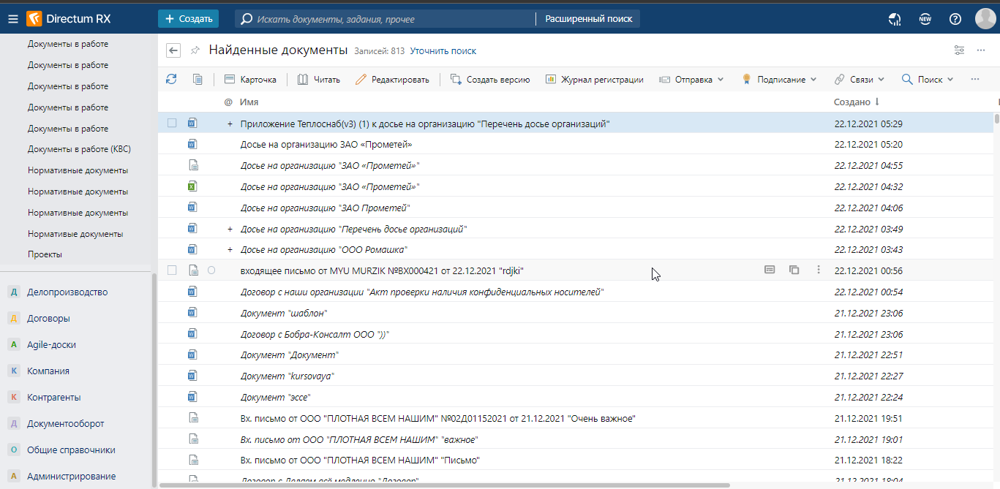 Directum RX
+ Создать
Искать документы, задания, прочее
Расширенный поиск
NEW
Документы в работе
Документы в работе
Документы в работе
Документы в работе
Документы в работе
Документы в работе (КВС)
Нормативные документы
Нормативные документы
Нормативные документы
Нормативые документы
Проекты
Д Делопроизводство
Д Договоры
A Agile-доски
К Компания
К Контрагенты
Д Документооборот
О Общие справочники
А Администрирование
Найденные документы Записей: 813 Уточнить поиск
Карточка Читать Редактировать Создать версию Журнал регистрации Отправка Подписание Связи Поиск
@ Имя Создано
+ Приложение Теплоснаб(v3) (1) к досье на организацию "Перечень досье организаций" 22.12.2021 05:29
Досье на организацию ЗАО «Прометей» 22.12.2021 05:20
Досье на организацию "ЗАО «Прометей»" 22.12.2021 04:55
Досье на организацию "ЗАО «Прометей»" 22.12.2021 04:32
Досье на организацию "ЗАО Прометей" 22.12.2021 04:06
+ Досье на организацию "Перечень досье организаций" 22.12.2021 03:49
+ Досье на организацию "ООО Ромашка" 22.12.2021 03:43
входящее письмо от MYU MURZIK №ВХ000421 от 22.12.2021 "rdjki" 22.12.2021 00:56
Договор с наши организации "Акт проверки наличия конфиденциальных носителей" 22.12.2021 00:54
Документ "шаблон" 21.12.2021 23:06
Договор с Бобра-Консалт ООО "))" 21.12.2021 23:06
Документ "Документ" 21.12.2021 22:51
Документ "kursovaya" 21.12.2021 22:27
Документ "эссе" 21.12.2021 22:24
Вх. письмо от ООО "ПЛОТНАЯ ВСЕМ НАШИМ" №02Д01152021 от 21.12.2021 "Очень важное" 21.12.2021 19:51
Вх. письмо от ООО "ПЛОТНАЯ ВСЕМ НАШИМ" "важное" 21.12.2021 19:01
Вх. письмо от ООО "ПЛОТНАЯ ВСЕМ НАШИМ" "Письмо" 21.12.2021 18:22
Договор с Делаем всё медленно "Договор" 21.12.2021 18:04